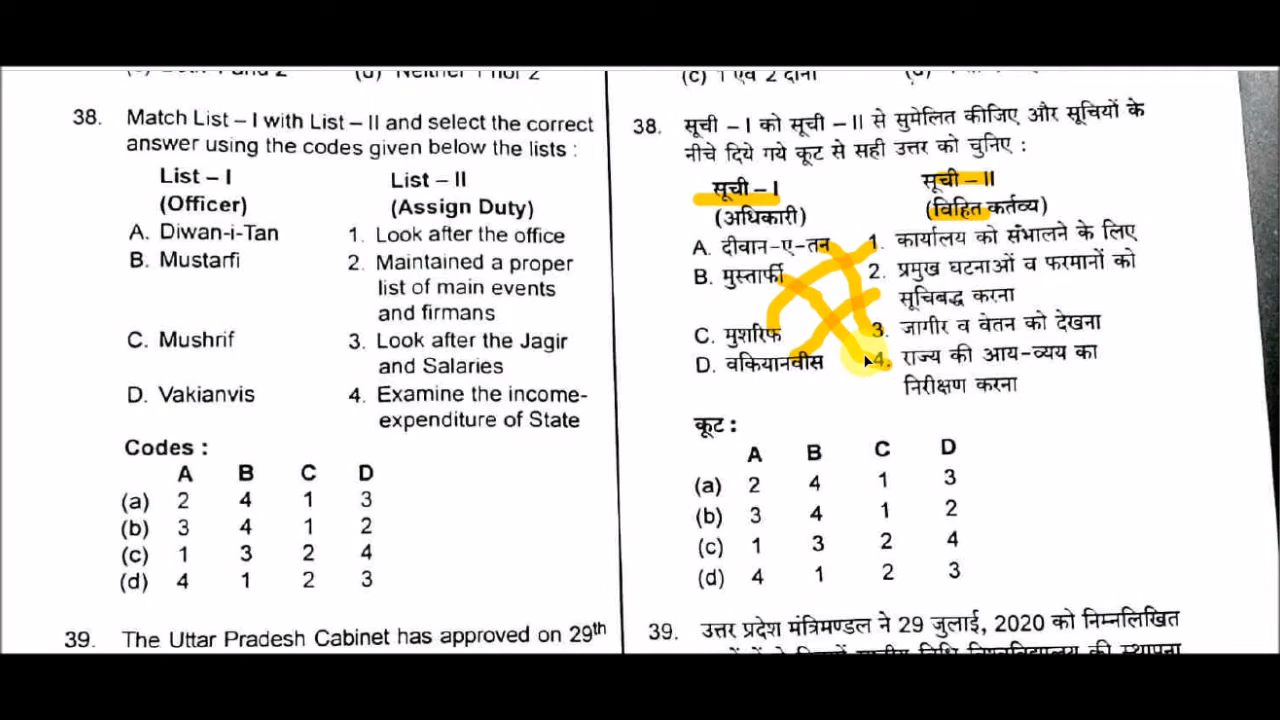 38. Match List – I with List – II and select the correct
answer using the codes given below the lists :
List – I List – II
(Officer) (Assign Duty)
A. Diwan-i-Tan 1. Look after the office
B. Mustarfi 2. Maintained a proper
list of main events
and firmans
C. Mushrif 3. Look after the Jagir
and Salaries
D. Vakianvis 4. Examine the income-
expenditure of State
Codes :
A B C D
(a) 2 4 1 3
(b) 3 4 1 2
(c) 1 3 2 4
(d) 4 1 2 3
39. The Uttar Pradesh Cabinet has approved on 29th
(c) 1 एवं 2 दोनों
38. सूची – I को सूची – II से सुमेलित कीजिए और सूचियों के
नीचे दिये गये कूट से सही उत्तर को चुनिए :
सूची – I सूची – II
(अधिकारी) (विहित कर्तव्य)
A. दीवान-ए-तन 1. कार्यालय को संभालने के लिए
B. मुस्तार्फी 2. प्रमुख घटनाओं व फरमानों को
सूचिबद्ध करना
C. मुशरिफ 3. जागीर व वेतन को देखना
D. वकियानवीस 4. राज्य की आय-व्यय का
निरीक्षण करना
कूट :
A B C D
(a) 2 4 1 3
(b) 3 4 1 2
(c) 1 3 2 4
(d) 4 1 2 3
39. उत्तर प्रदेश मंत्रिमण्डल ने 29 जुलाई, 2020 को निम्नलिखित